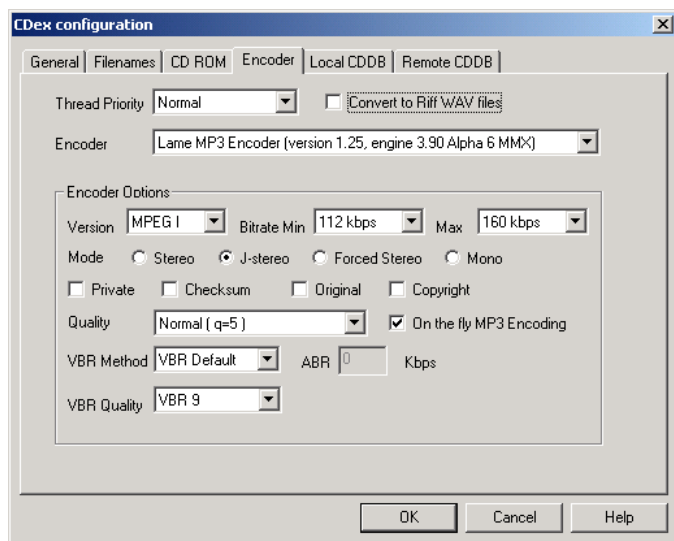 CDex configuration
General Filenames CD ROM Encoder Local CDDB Remote CDDB
Thread Priority Normal Convert to Riff WAV files
Encoder Lame MP3 Encoder (version 1.25, engine 3.90 Alpha 6 MMX)
Encoder Options
Version MPEG I Bitrate Min 112 kbps Max 160 kbps
Mode Stereo J-stereo Forced Stereo Mono
Private Checksum Original Copyright
Quality Normal ( q=5 ) On the fly MP3 Encoding
VBR Method VBR Default ABR 0 Kbps
VBR Quality VBR 9
OK Cancel Help